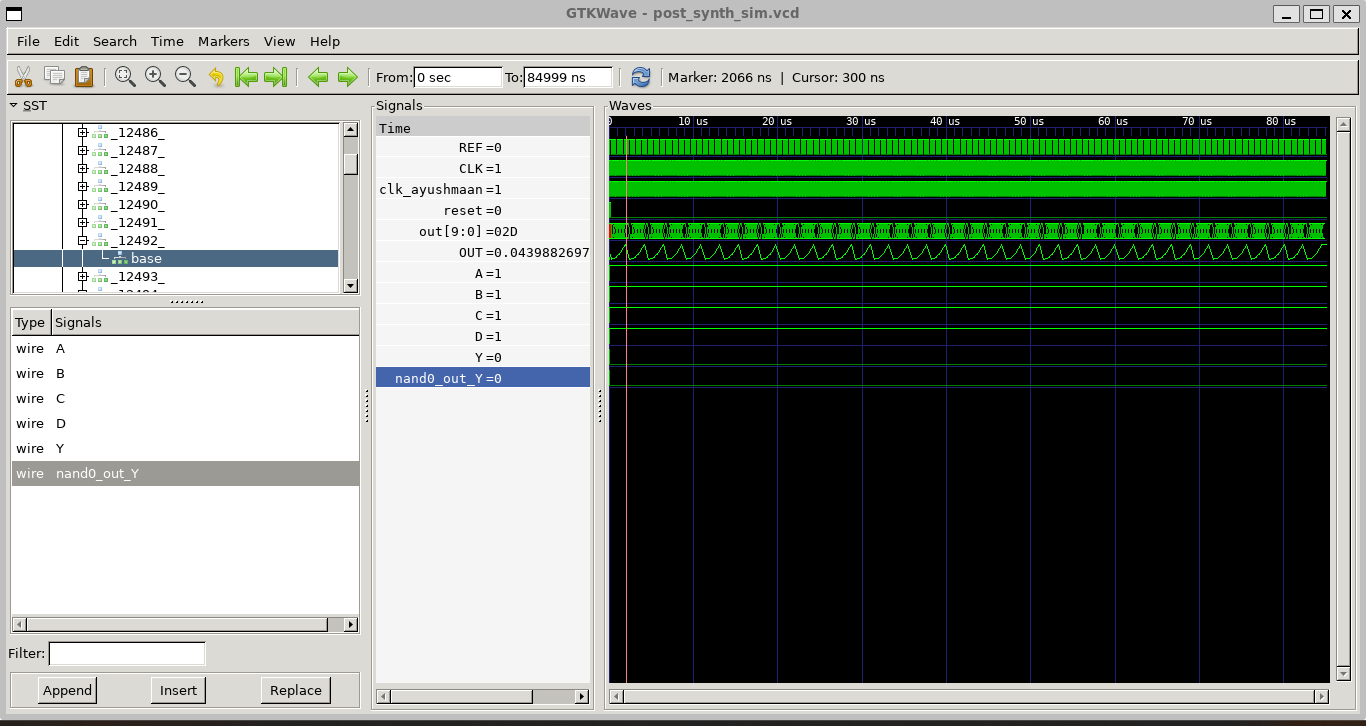 GTKWave - post_synth_sim.vcd
File Edit Search Time Markers View Help
From: 0 sec To: 84999 ns Marker: 2066 ns | Cursor: 300 ns
SST
_12486_
_12487_
_12488_
_12489_
_12490_
_12491_
_12492_
base
_12493_
Type Signals
wire A
wire B
wire C
wire D
wire Y
wire nand0_out_Y
Filter:
Append Insert Replace
Signals
Time
REF=0
CLK=1
clk_ayushmaan=1
reset=0
out[9:0]=02D
OUT=0.0439882697
A=1
B=1
C=1
D=1
Y=0
nand0_out_Y=0
Waves
0 10 us 20 us 30 us 40 us 50 us 60 us 70 us 80 us